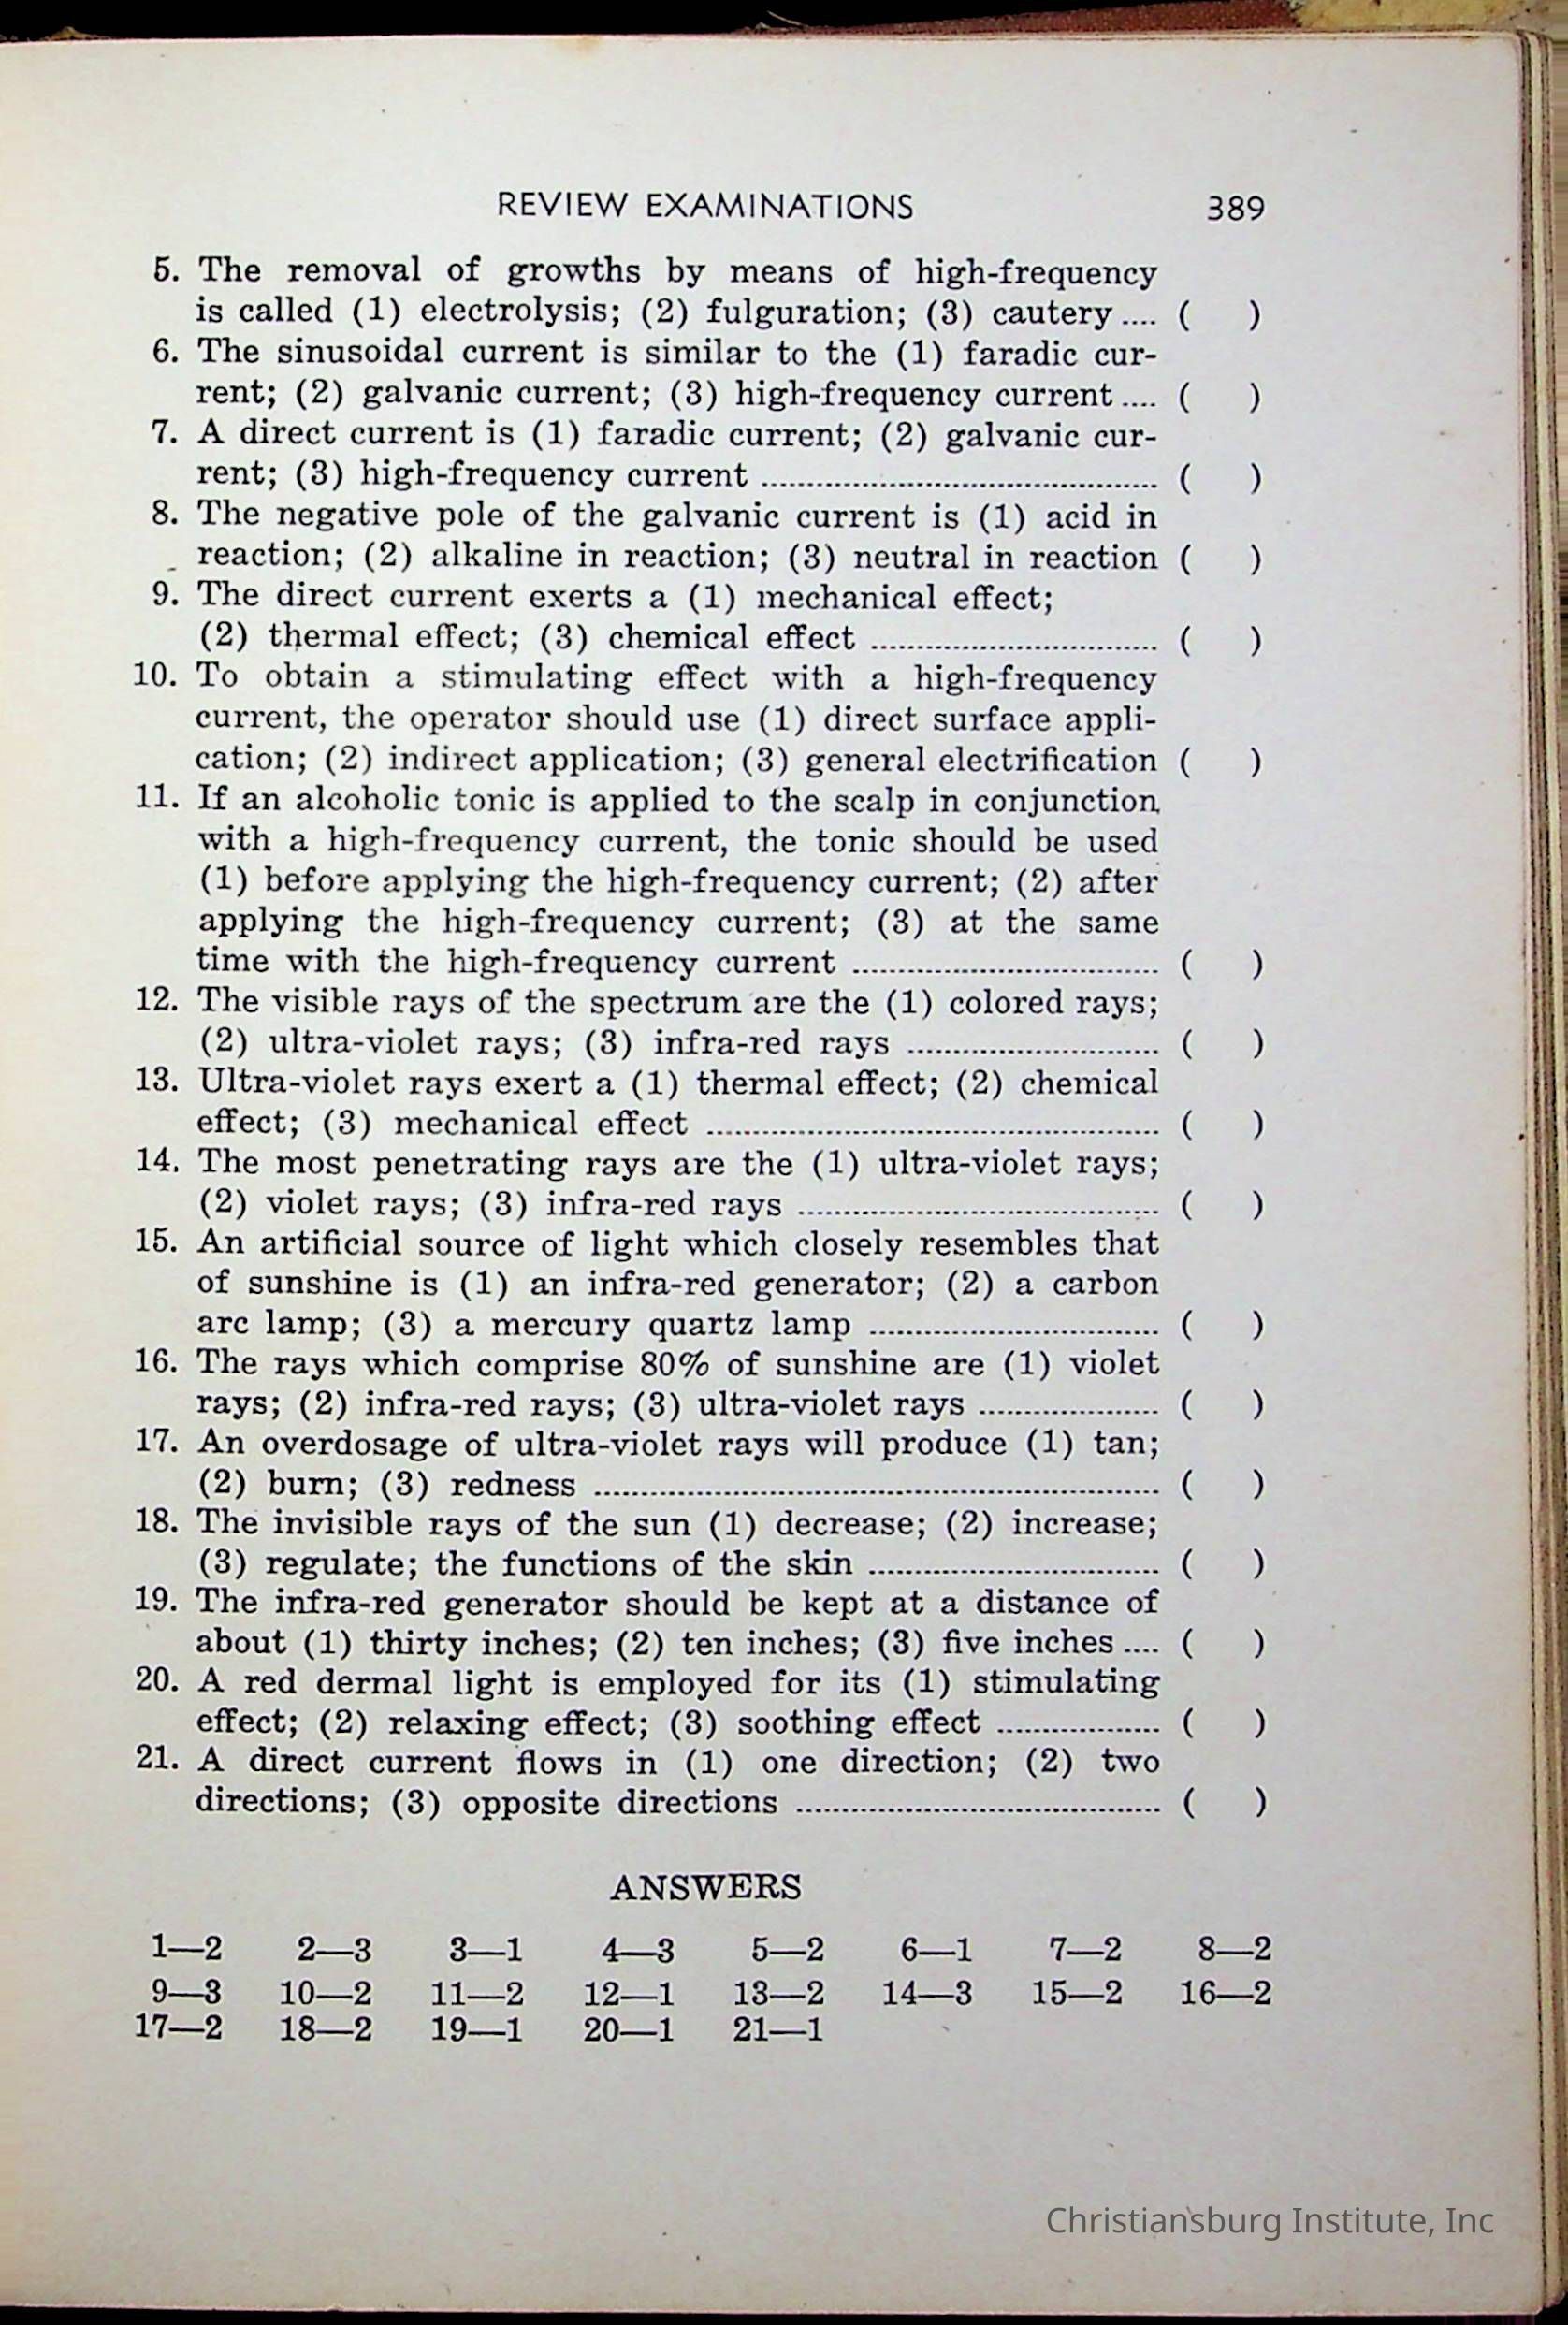 REVIEW EXAMINATIONS 389
5. The removal of growths by means of high-frequency
is called (1) electrolysis; (2) fulguration; (3) cautery .... ( )
6. The sinusoidal current is similar to the (1) faradic cur-
rent; (2) galvanic current; (3) high-frequency current .... ( )
7. A direct current is (1) faradic current; (2) galvanic cur-
rent; (3) high-frequency current .... ( )
8. The negative pole of the galvanic current is (1) acid in
reaction; (2) alkaline in reaction; (3) neutral in reaction ( )
9. The direct current exerts a (1) mechanical effect;
(2) thermal effect; (3) chemical effect .... ( )
10. To obtain a stimulating effect with a high-frequency
current, the operator should use (1) direct surface appli-
cation; (2) indirect application; (3) general electrification ( )
11. If an alcoholic tonic is applied to the scalp in conjunction
with a high-frequency current, the tonic should be used
(1) before applying the high-frequency current; (2) after
applying the high-frequency current; (3) at the same
time with the high-frequency current .... ( )
12. The visible rays of the spectrum are the (1) colored rays;
(2) ultra-violet rays; (3) infra-red rays .... ( )
13. Ultra-violet rays exert a (1) thermal effect; (2) chemical
effect; (3) mechanical effect .... ( )
14. The most penetrating rays are the (1) ultra-violet rays;
(2) violet rays; (3) infra-red rays .... ( )
15. An artificial source of light which closely resembles that
of sunshine is (1) an infra-red generator; (2) a carbon
arc lamp; (3) a mercury quartz lamp .... ( )
16. The rays which comprise 80% of sunshine are (1) violet
rays; (2) infra-red rays; (3) ultra-violet rays .... ( )
17. An overdosage of ultra-violet rays will produce (1) tan;
(2) burn; (3) redness .... ( )
18. The invisible rays of the sun (1) decrease; (2) increase;
(3) regulate; the functions of the skin .... ( )
19. The infra-red generator should be kept at a distance of
about (1) thirty inches; (2) ten inches; (3) five inches .... ( )
20. A red dermal light is employed for its (1) stimulating
effect; (2) relaxing effect; (3) soothing effect .... ( )
21. A direct current flows in (1) one direction; (2) two
directions; (3) opposite directions .... ( )
ANSWERS
1—2 2—3 3—1 4—3 5—2 6—1 7—2 8—2
9—3 10—2 11—2 12—1 13—2 14—3 15—2 16—2
17—2 18—2 19—1 20—1 21—1
Christiansburg Institute, Inc